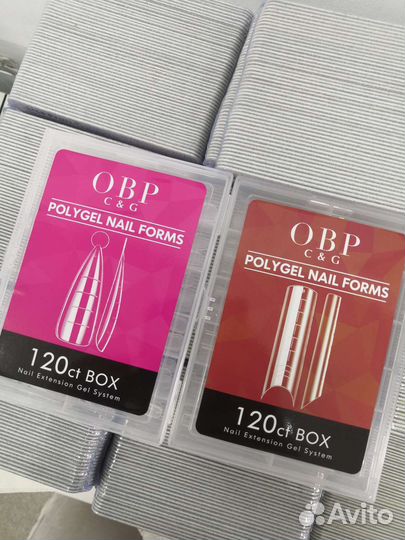 OBP
C & G
POLYGEL NAIL FORMS
120ct BOX
Nail Extension Gel System
OBP
C & G
POLYGEL NAIL FORMS
120ct BOX
Nail Extension Gel System
Avito